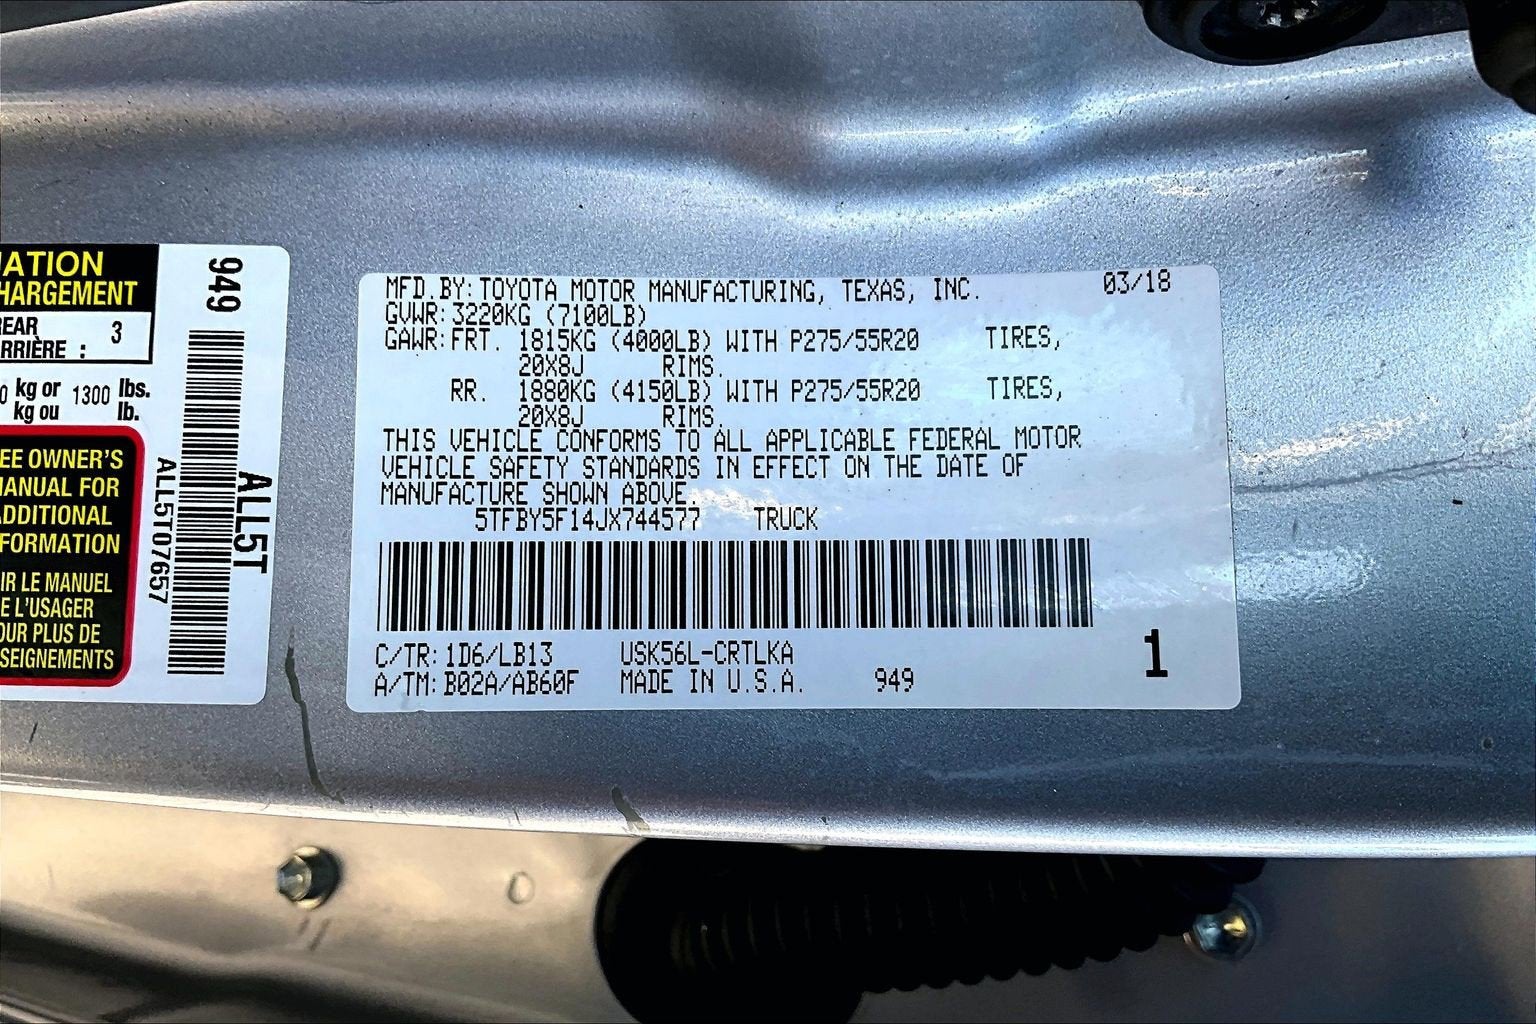 ATION
HARGEMENT
REAR
ARRIÈRE : 3
0 kg or 1300 lbs.
kg ou lb.
EE OWNER'S
MANUAL FOR
ADDITIONAL
FORMATION
IR LE MANUEL
E L'USAGER
OUR PLUS DE
SEIGNEMENTS
949
ALL5T
ALL5T07657
MFD.BY:TOYOTA MOTOR MANUFACTURING, TEXAS, INC. 03/18
GVWR:3220KG (7100LB)
GAWR:FRT. 1815KG (4000LB) WITH P275/55R20 TIRES,
20X8J RIMS.
RR. 1880KG (4150LB) WITH P275/55R20 TIRES,
20X8J RIMS.
THIS VEHICLE CONFORMS TO ALL APPLICABLE FEDERAL MOTOR
VEHICLE SAFETY STANDARDS IN EFFECT ON THE DATE OF
MANUFACTURE SHOWN ABOVE.
5TFBY5F14JX744577 TRUCK
C/TR:1D6/LB13 USK56L-CRTLKA
A/TM:B02A/AB60F MADE IN U.S.A. 949
1